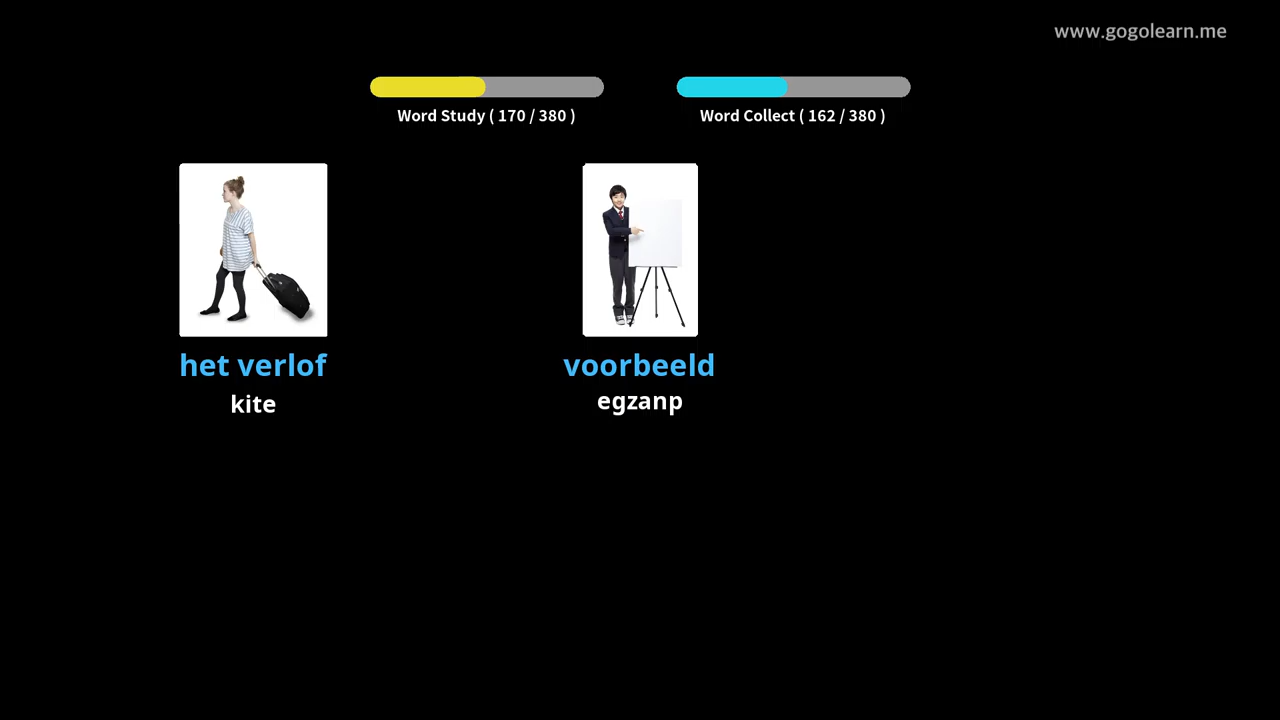 www.gogolearn.me
Word Study ( 170 / 380 )
Word Collect ( 162 / 380 )
het verlof
kite
voorbeeld
egzanp